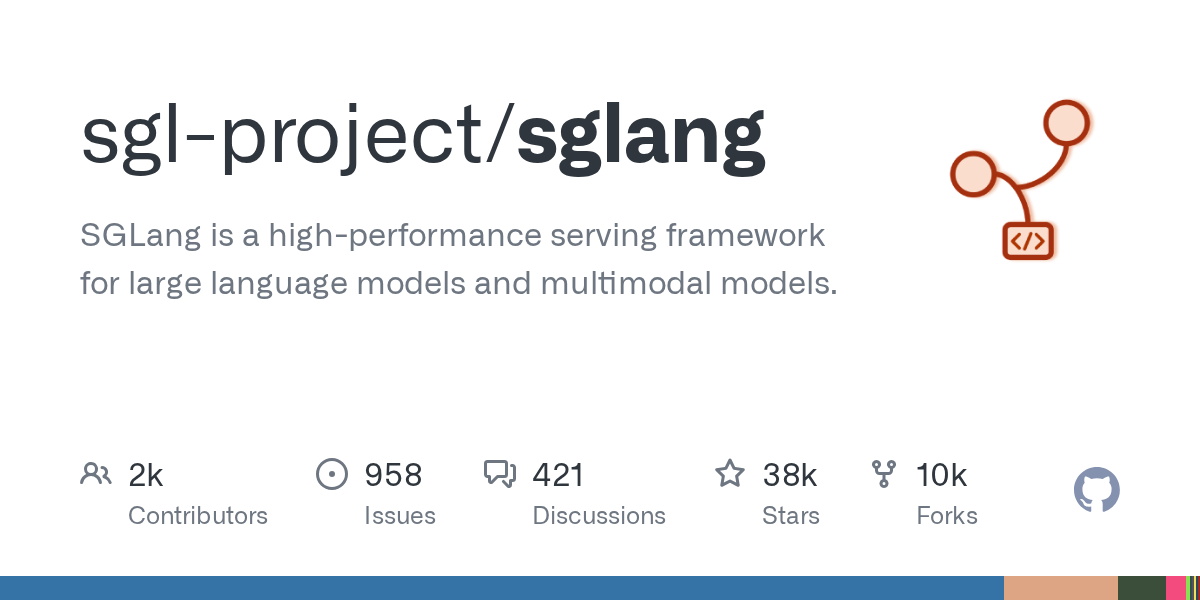 sgl-project/sglang
SGLang is a high-performance serving framework
for large language models and multimodal models.
</>
2k 958 421 38k 10k
Contributors Issues Discussions Stars Forks